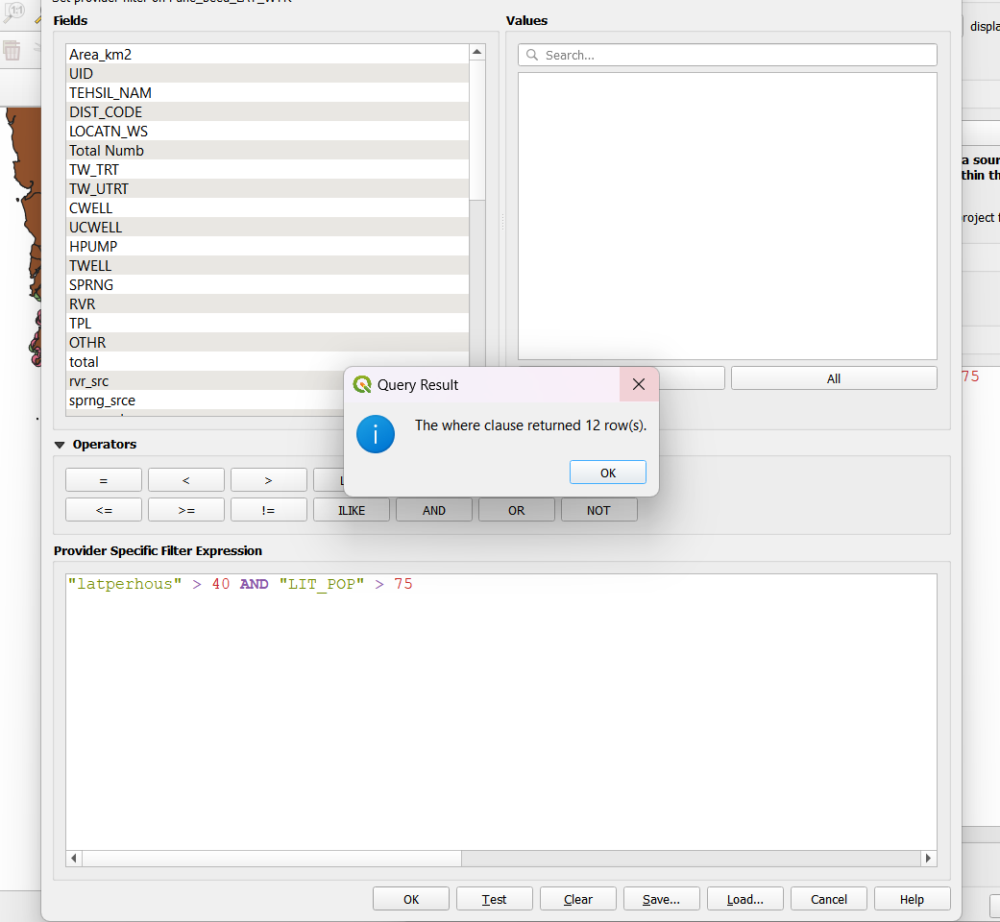 1:1
displa
Fields
Values
Area_km2
UID
TEHSIL_NAM
DIST_CODE
LOCATN_WS
Total Numb
TW_TRT
TW_UTRT
CWELL
UCWELL
HPUMP
TWELL
SPRNG
RVR
TPL
OTHR
total
rvr_src
sprng_srce
Search...
a sour
thin th
roject f
All
75
Query Result
The where clause returned 12 row(s).
OK
Operators
= < >
<= >= != ILIKE AND OR NOT
Provider Specific Filter Expression
"latperhous" > 40 AND "LIT_POP" > 75
OK Test Clear Save... Load... Cancel Help